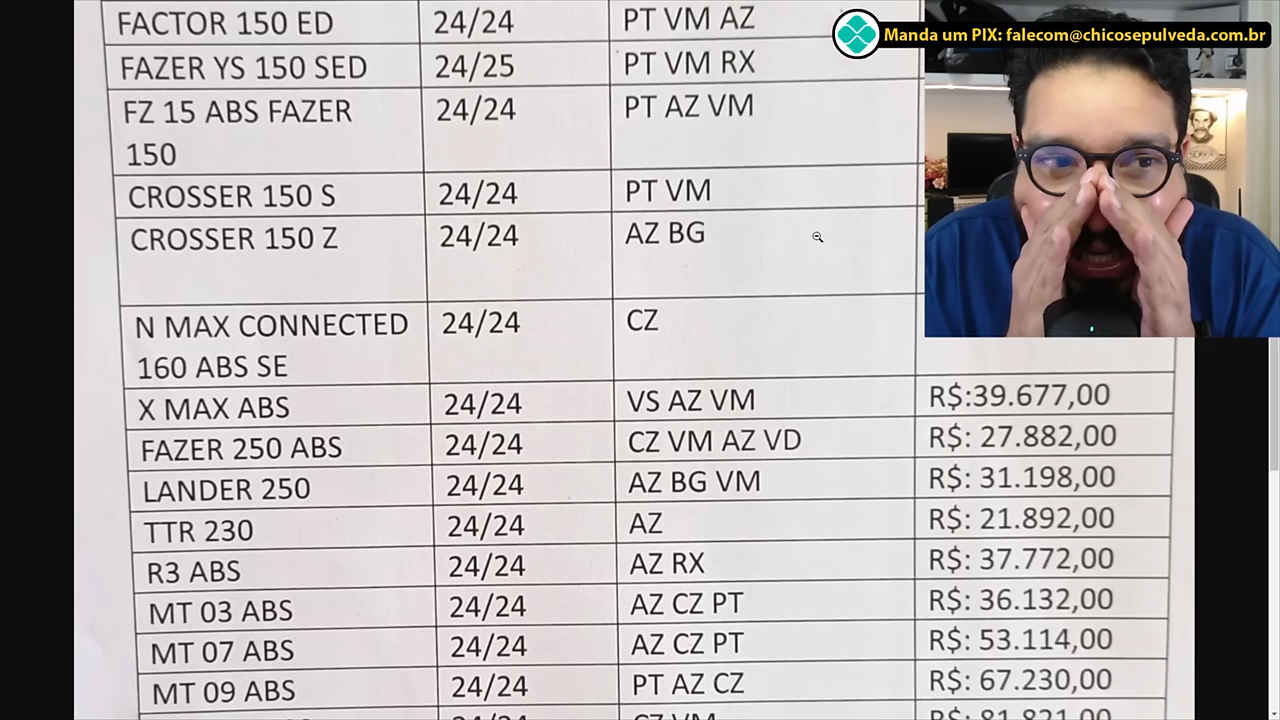 Manda um PIX: falecom@chicosepulveda.com.br
FACTOR 150 ED 24/24 PT VM AZ
FAZER YS 150 SED 24/25 PT VM RX
FZ 15 ABS FAZER 24/24 PT AZ VM
150
CROSSER 150 S 24/24 PT VM
CROSSER 150 Z 24/24 AZ BG
N MAX CONNECTED 24/24 CZ
160 ABS SE
X MAX ABS 24/24 VS AZ VM R$:39.677,00
FAZER 250 ABS 24/24 CZ VM AZ VD R$: 27.882,00
LANDER 250 24/24 AZ BG VM R$: 31.198,00
TTR 230 24/24 AZ R$: 21.892,00
R3 ABS 24/24 AZ RX R$: 37.772,00
MT 03 ABS 24/24 AZ CZ PT R$: 36.132,00
MT 07 ABS 24/24 AZ CZ PT R$: 53.114,00
MT 09 ABS 24/24 PT AZ CZ R$: 67.230,00
24/24 CZ VM R$: 81.821,00